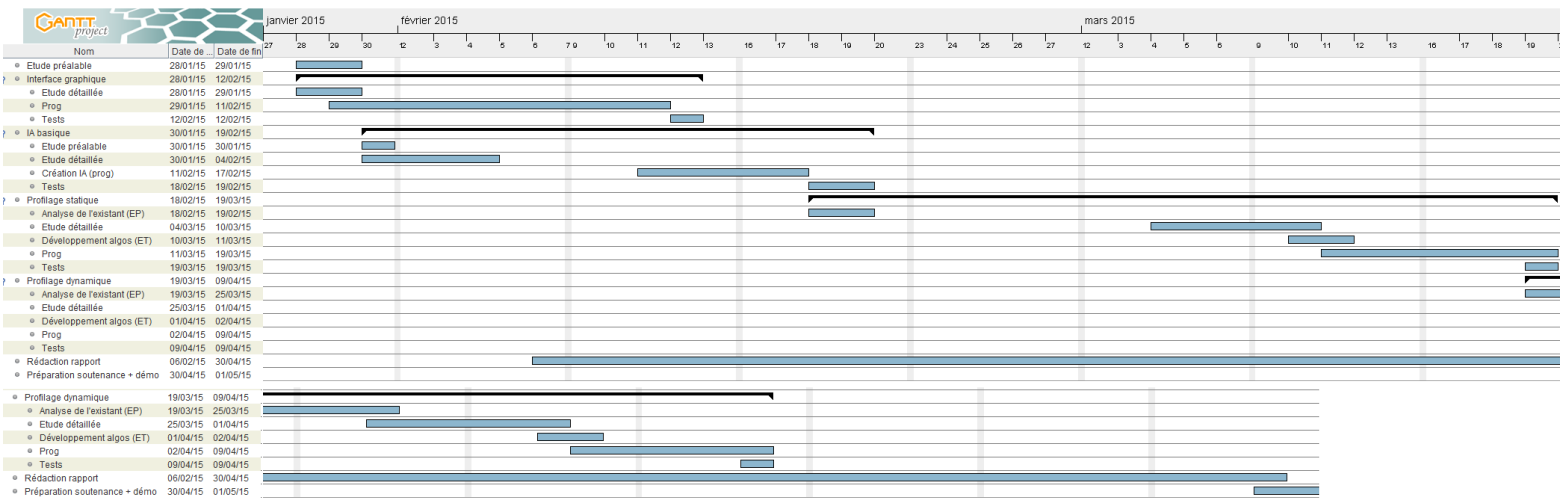 GANTT project
janvier 2015 février 2015 mars 2015
Nom Date de ... Date de fin
27 28 29 30 12 3 4 5 6 7 9 10 11 12 13 16 17 18 19 20 23 24 25 26 27 12 3 4 5 6 9 10 11 12 13 16 17 18 19
Etude préalable 28/01/15 29/01/15
Interface graphique 28/01/15 12/02/15
Etude détaillée 28/01/15 29/01/15
Prog 29/01/15 11/02/15
Tests 12/02/15 12/02/15
IA basique 30/01/15 19/02/15
Etude préalable 30/01/15 30/01/15
Etude détaillée 30/01/15 04/02/15
Création IA (prog) 11/02/15 17/02/15
Tests 18/02/15 19/02/15
Profilage statique 18/02/15 19/03/15
Analyse de l'existant (EP) 18/02/15 19/02/15
Etude détaillée 04/03/15 10/03/15
Développement algos (ET) 10/03/15 11/03/15
Prog 11/03/15 19/03/15
Tests 19/03/15 19/03/15
Profilage dynamique 19/03/15 09/04/15
Analyse de l'existant (EP) 19/03/15 25/03/15
Etude détaillée 25/03/15 01/04/15
Développement algos (ET) 01/04/15 02/04/15
Prog 02/04/15 09/04/15
Tests 09/04/15 09/04/15
Rédaction rapport 06/02/15 30/04/15
Préparation soutenance + démo 30/04/15 01/05/15
Profilage dynamique 19/03/15 09/04/15
Analyse de l'existant (EP) 19/03/15 25/03/15
Etude détaillée 25/03/15 01/04/15
Développement algos (ET) 01/04/15 02/04/15
Prog 02/04/15 09/04/15
Tests 09/04/15 09/04/15
Rédaction rapport 06/02/15 30/04/15
Préparation soutenance + démo 30/04/15 01/05/15